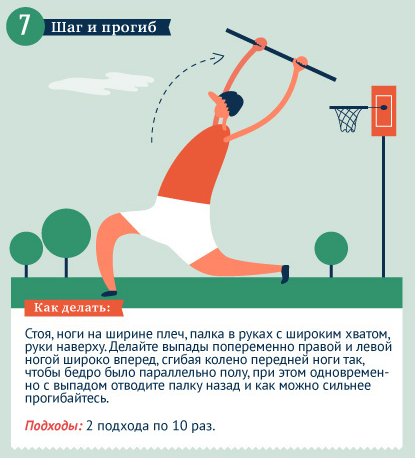 7
Шаг и прогиб
Как делать:
Стоя, ноги на ширине плеч, палка в руках с широким хватом,
руки наверху. Делайте выпады попеременно правой и левой
ногой широко вперед, сгибая колено передней ноги так,
чтобы бедро было параллельно полу, при этом одновремен-
но с выпадом отводите палку назад и как можно сильнее
прогибайтесь.
Подходы: 2 подхода по 10 раз.